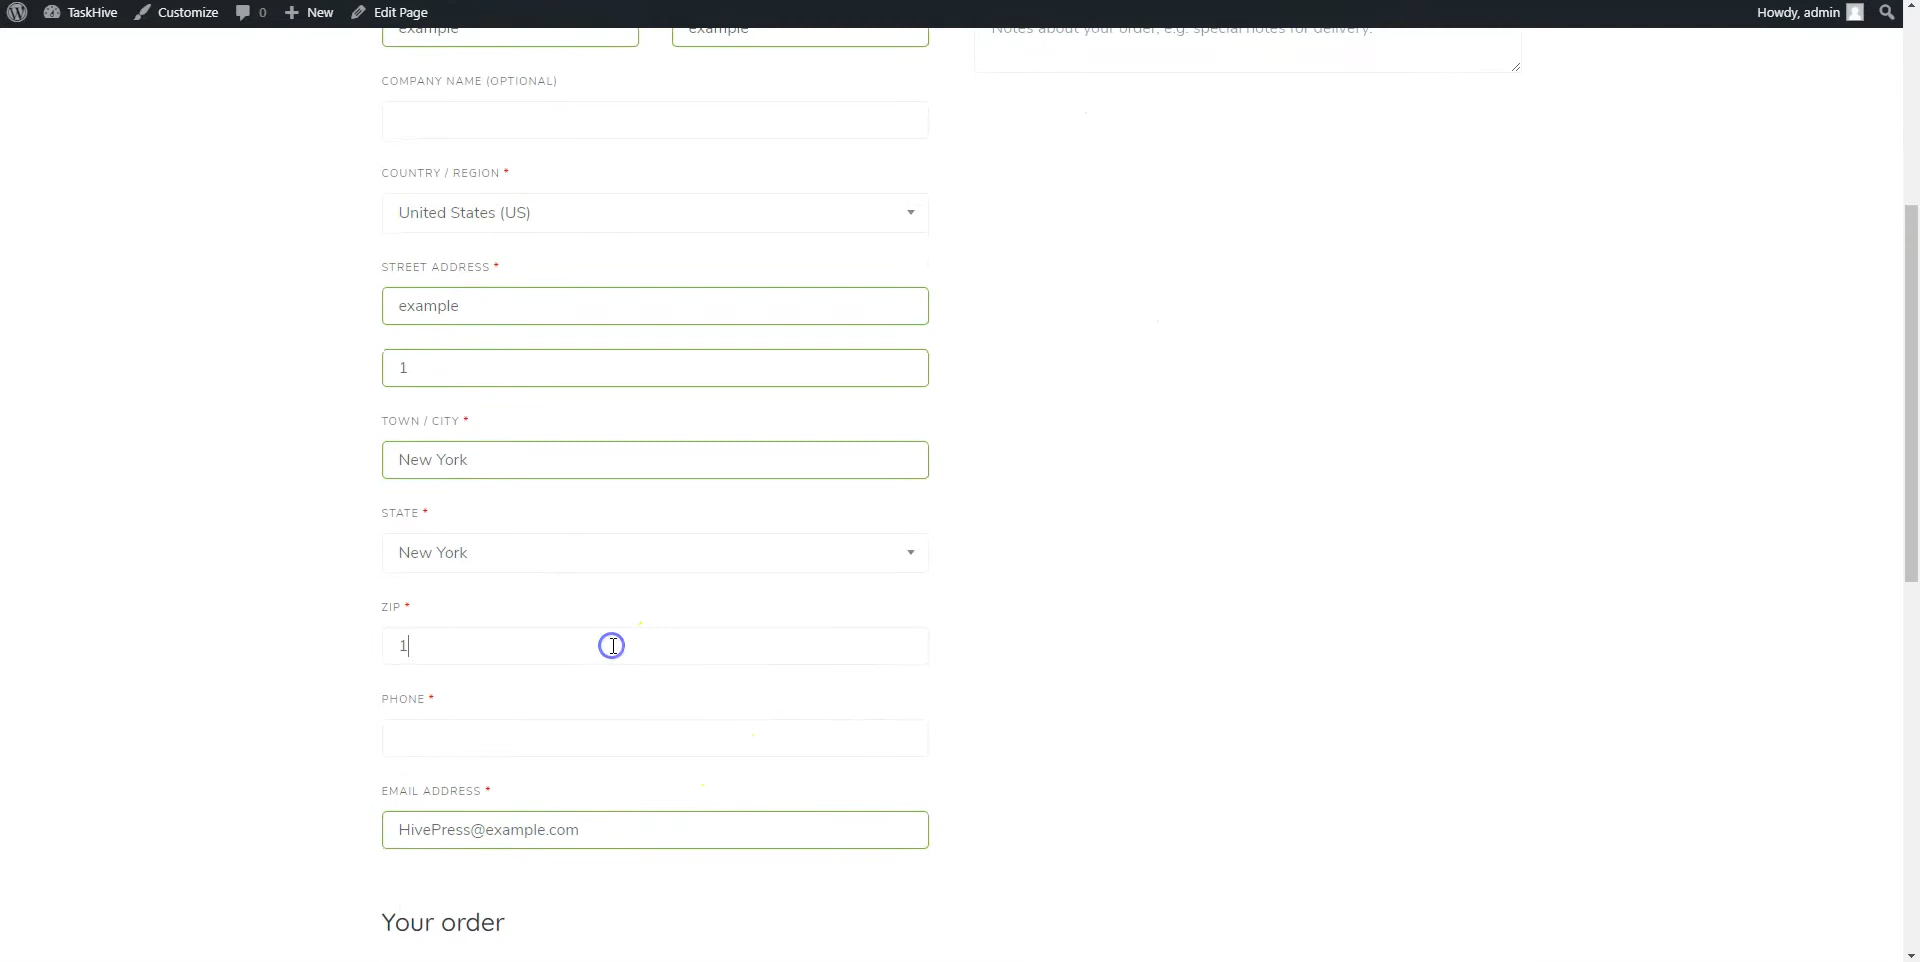 TaskHive Customize 0 New Edit Page Howdy, admin
example example Notes about your order, e.g. special notes for delivery.
COMPANY NAME (OPTIONAL)
COUNTRY / REGION *
United States (US)
STREET ADDRESS *
example
1
TOWN / CITY *
New York
STATE *
New York
ZIP *
1
PHONE *
EMAIL ADDRESS *
HivePress@example.com
Your order